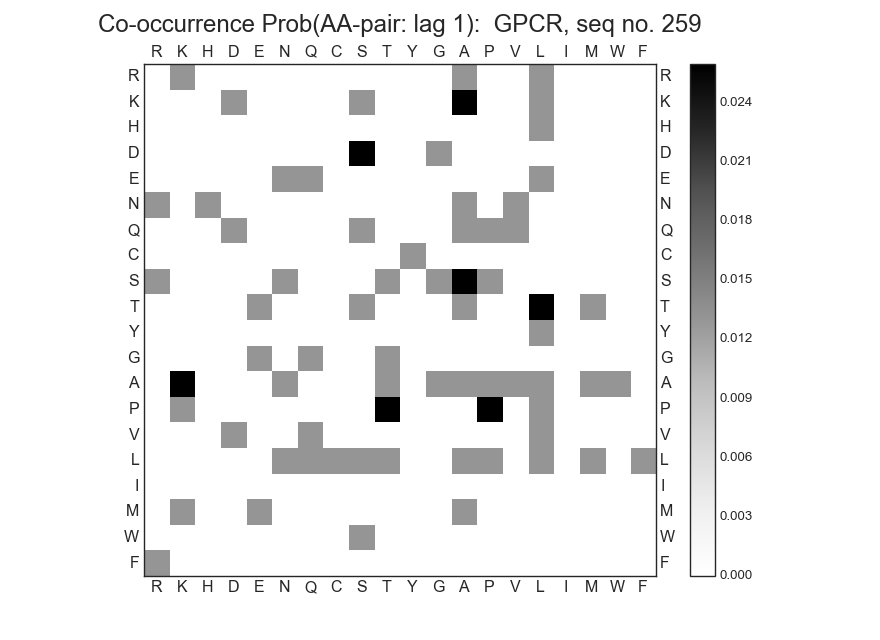 Co-occurrence Prob(AA-pair: lag 1):  GPCR, seq no. 259
R K H D E N Q C S T Y G A P V L I M W F
R R
K K 0.024
H H
D D 0.021
E E
N N 0.018
Q Q
C C
S S 0.015
T T
Y Y 0.012
G G
A A 0.009
P P
V V
L L 0.006
I I
M M 0.003
W W
F F 0.000
R K H D E N Q C S T Y G A P V L I M W F